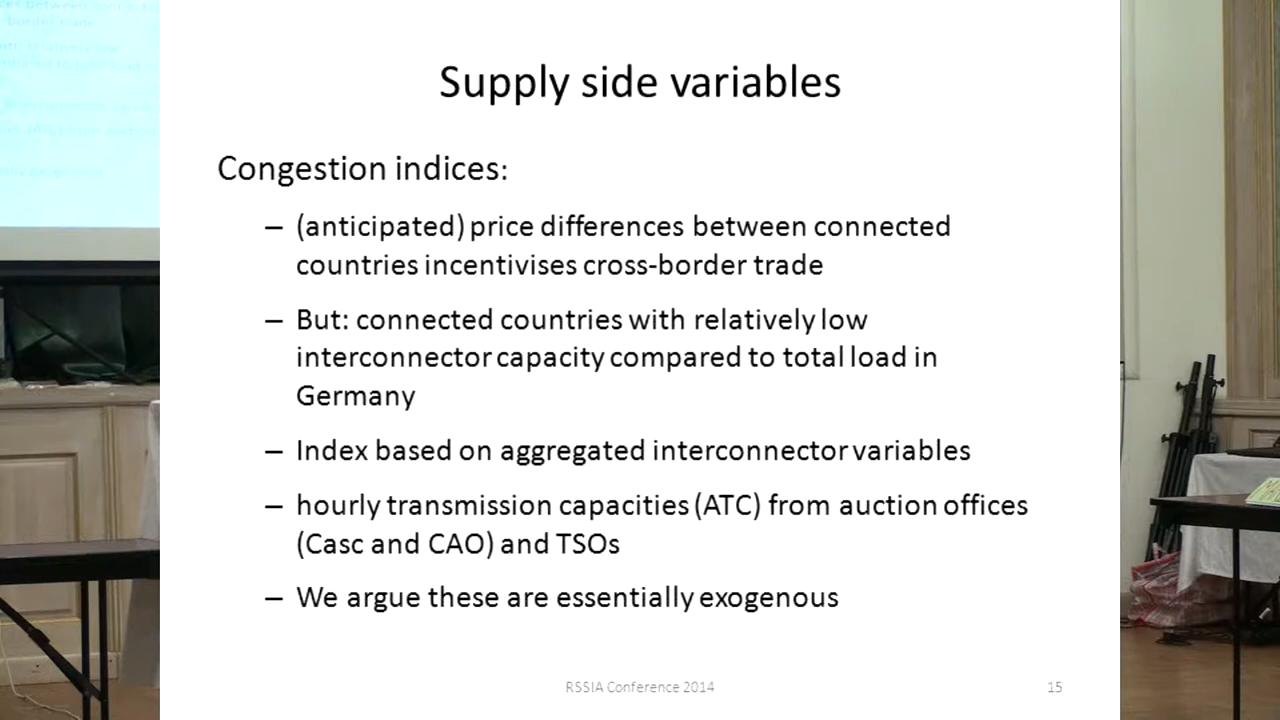 Supply side variables
Congestion indices:
– (anticipated) price differences between connected
countries incentivises cross-border trade
– But: connected countries with relatively low
interconnector capacity compared to total load in
Germany
– Index based on aggregated interconnector variables
– hourly transmission capacities (ATC) from auction offices
(Casc and CAO) and TSOs
– We argue these are essentially exogenous
RSSIA Conference 2014
15